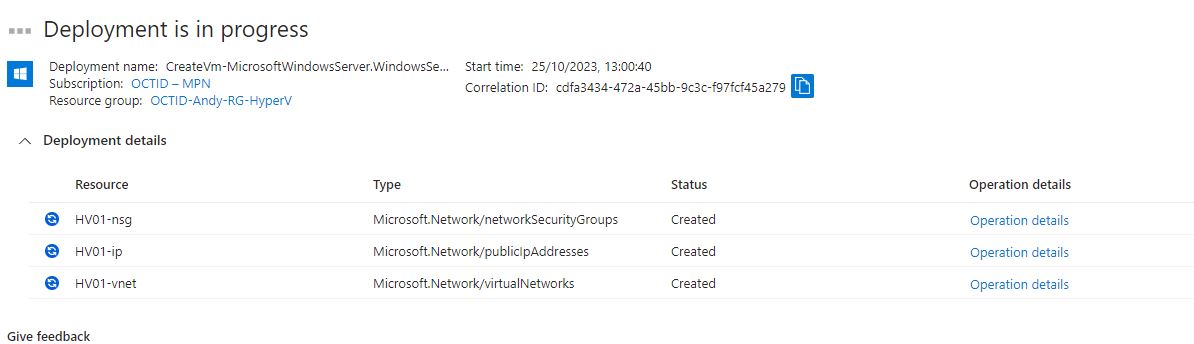 Deployment is in progress
Deployment name: CreateVm-MicrosoftWindowsServer.WindowsSe... Start time: 25/10/2023, 13:00:40
Subscription: OCTID – MPN Correlation ID: cdfa3434-472a-45bb-9c3c-f97fcf45a279
Resource group: OCTID-Andy-RG-HyperV
Deployment details
Resource Type Status Operation details
HV01-nsg Microsoft.Network/networkSecurityGroups Created Operation details
HV01-ip Microsoft.Network/publicIpAddresses Created Operation details
HV01-vnet Microsoft.Network/virtualNetworks Created Operation details
Give feedback